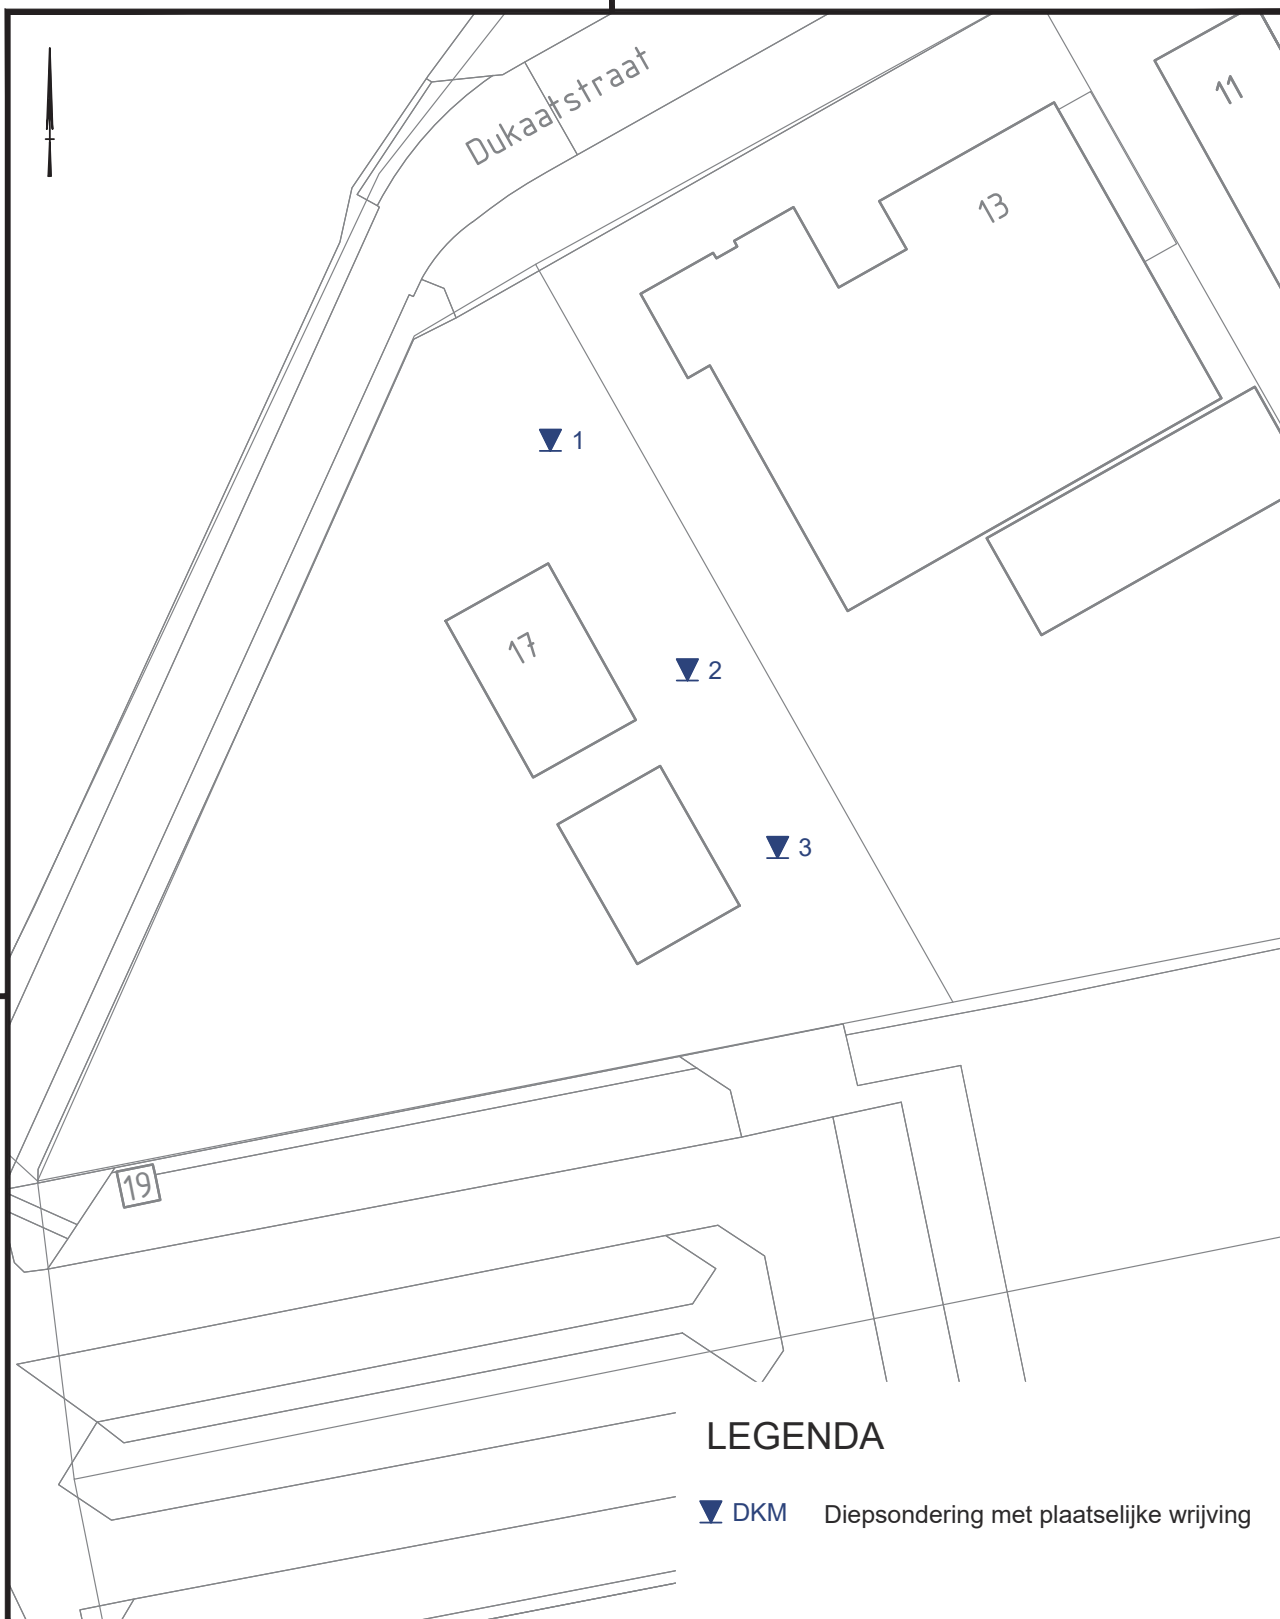 Dukaatstraat
11
13
1
17
2
3
19
LEGENDA
DKM Diepsondering met plaatselijke wrijving